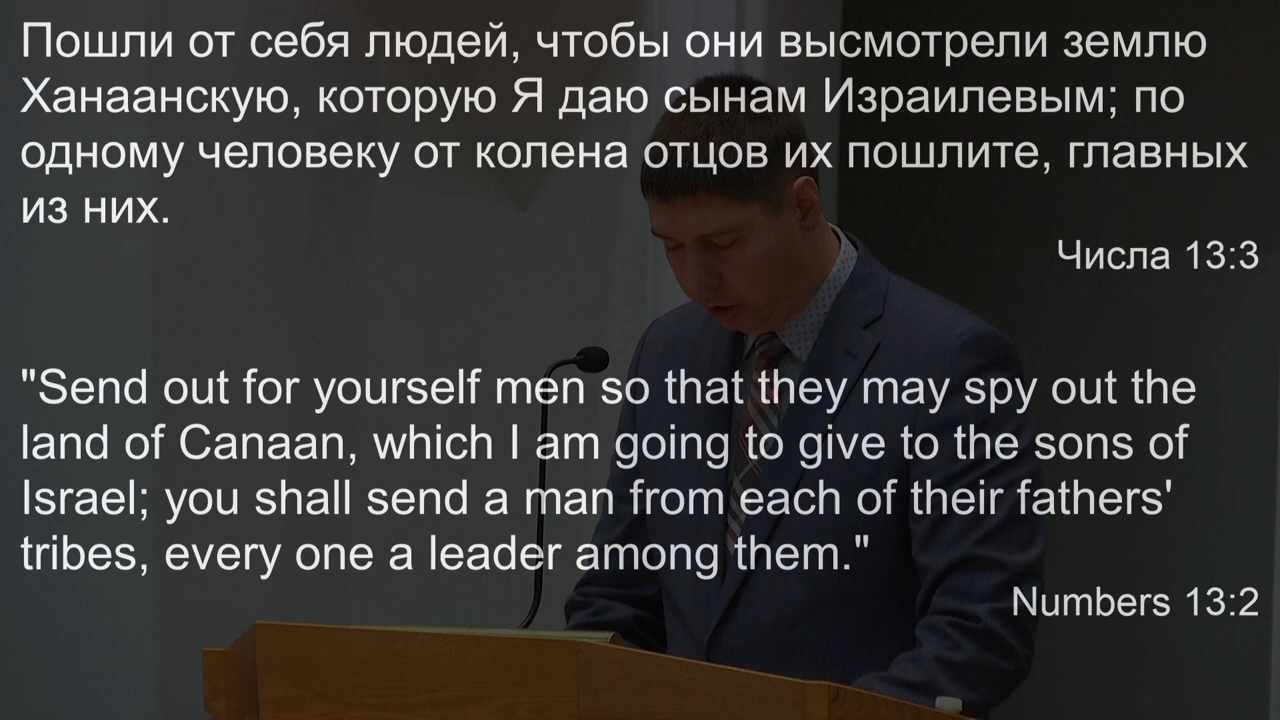 Пошли от себя людей, чтобы они высмотрели землю
Ханаанскую, которую Я даю сынам Израилевым; по
одному человеку от колена отцов их пошлите, главных
из них.
Числа 13:3
"Send out for yourself men so that they may spy out the
land of Canaan, which I am going to give to the sons of
Israel; you shall send a man from each of their fathers'
tribes, every one a leader among them."
Numbers 13:2